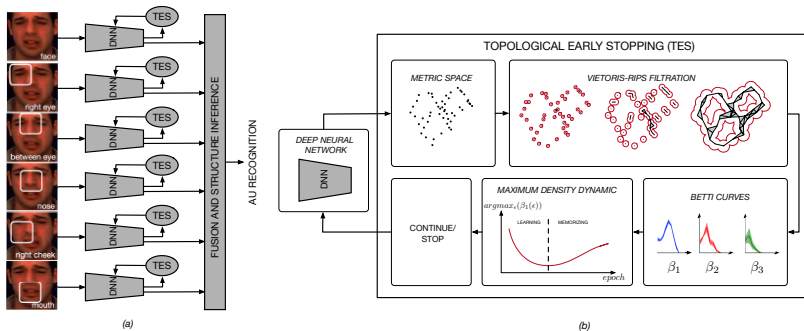 face
right eye
between eye
nose
right cheek
mouth
DNN
TES
DNN
TES
DNN
TES
DNN
TES
DNN
TES
DNN
TES
FUSION AND STRUCTURE INFERENCE
AU RECOGNITION
(a)
TOPOLOGICAL EARLY STOPPING (TES)
DEEP NEURAL
NETWORK
DNN
METRIC SPACE
VIETORIS-RIPS FILTRATION
CONTINUE/
STOP
MAXIMUM DENSITY DYNAMIC
argmaxε(β1(ε))
LEARNING
MEMORIZING
epoch
BETTI CURVES
β1
β2
β3
(b)